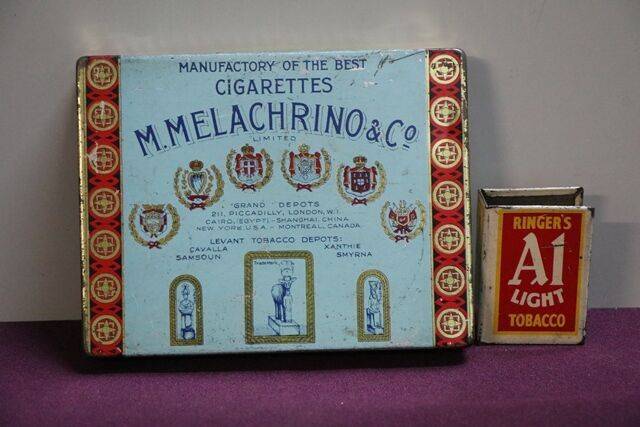 MANUFACTORY OF THE BEST
CIGARETTES
M. MELACHRINO & Co
LIMITED
GRAND DEPOTS
211, PICCADILLY, LONDON, W.1.
CAIRO, (EGYPT) - SHANGHAI, CHINA
NEW YORK U.S.A. - MONTREAL, CANADA.
LEVANT TOBACCO DEPOTS:
CAVALLA XANTHIE
SAMSOUN SMYRNA
Trade Mark
RINGER'S
A1
LIGHT
TOBACCO